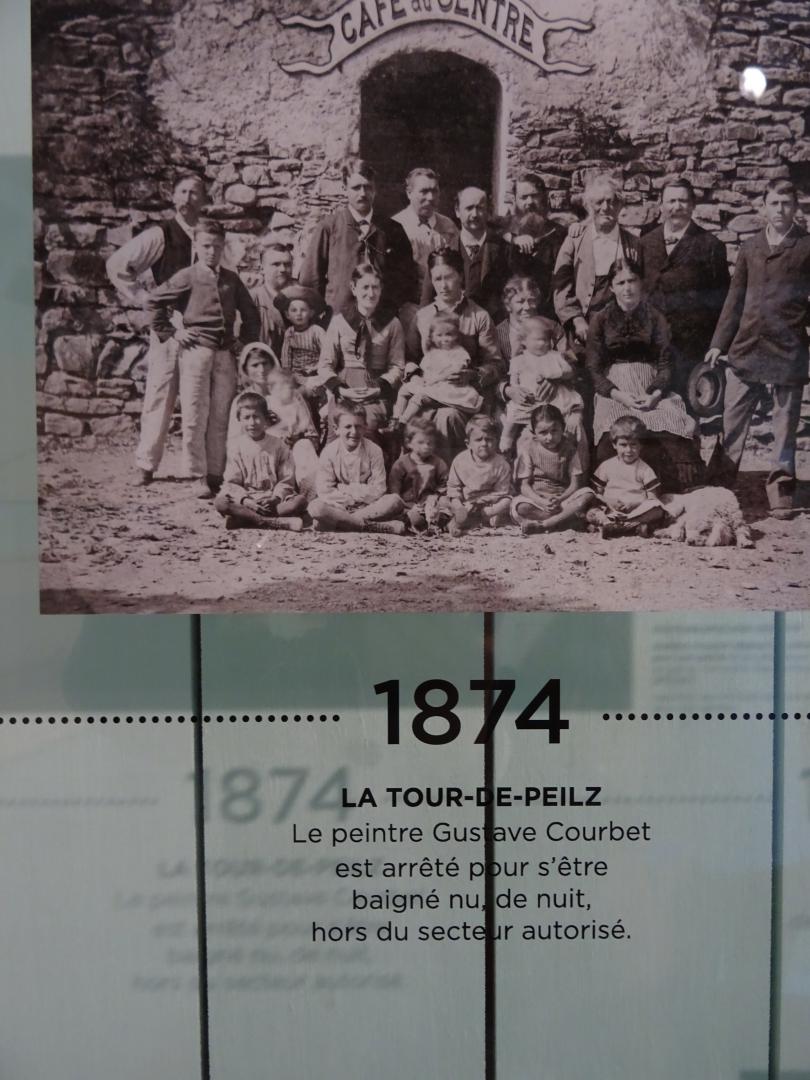 CAFÉ du CENTRE
1874
LA TOUR-DE-PEILZ
Le peintre Gustave Courbet
est arrêté pour s’être
baigné nu, de nuit,
hors du secteur autorisé.